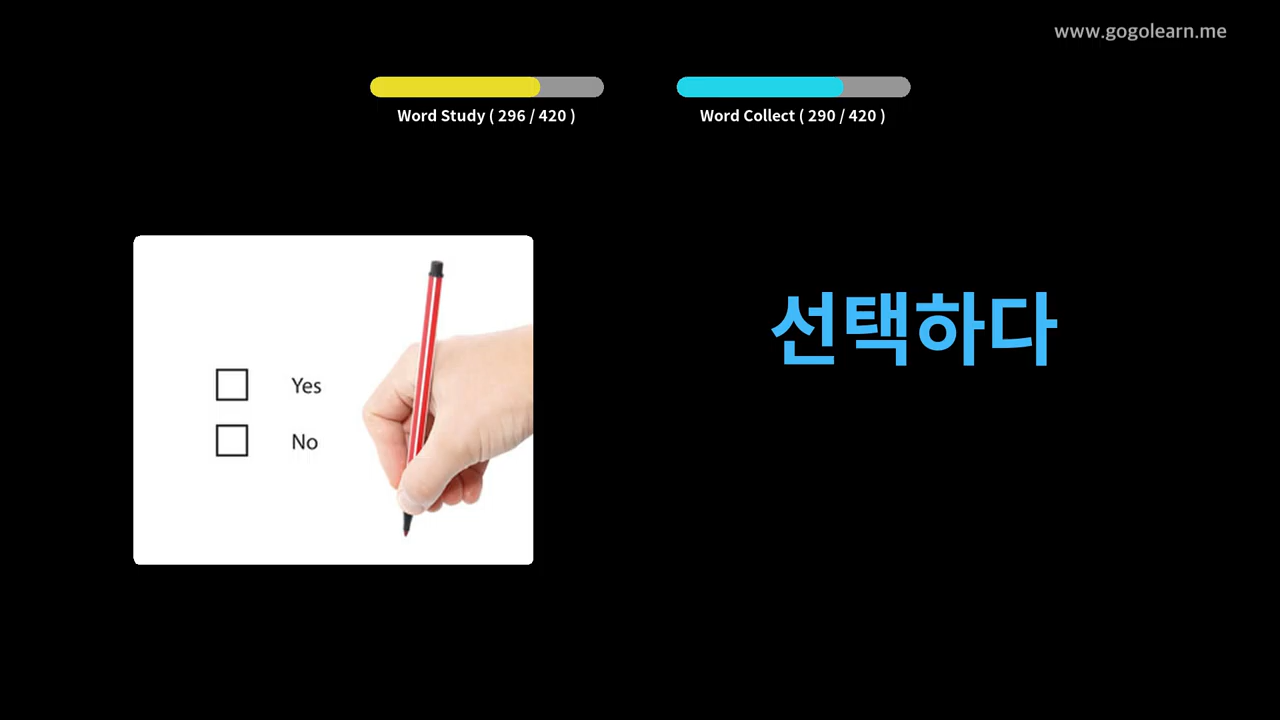 www.gogolearn.me
Word Study ( 296 / 420 )
Word Collect ( 290 / 420 )
선택하다
Yes
No